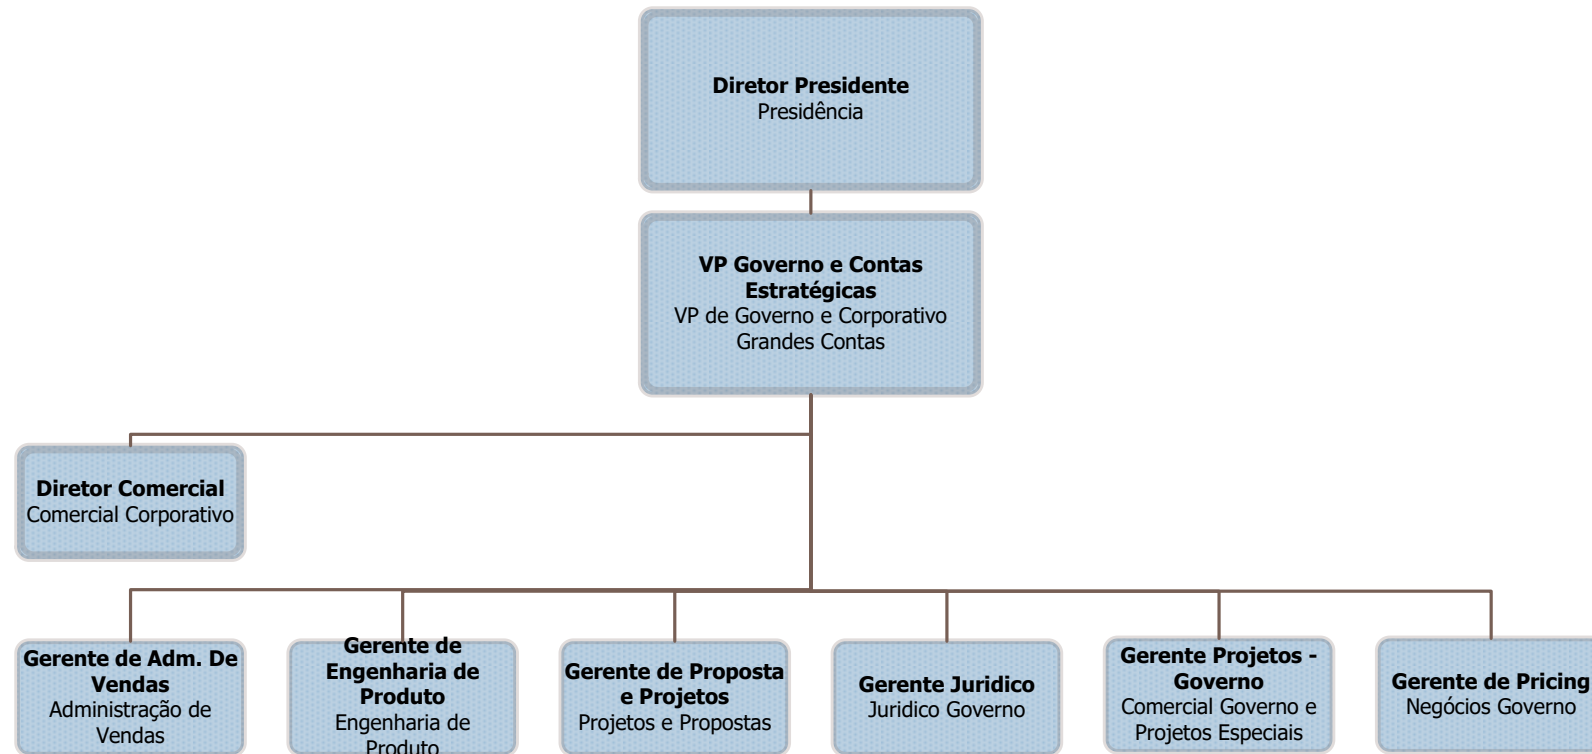 Diretor Presidente
Presidência
VP Governo e Contas
Estratégicas
VP de Governo e Corporativo
Grandes Contas
Diretor Comercial
Comercial Corporativo
Gerente de Adm. De
Vendas
Administração de
Vendas
Gerente de
Engenharia de
Produto
Engenharia de
Produto
Gerente de Proposta
e Projetos
Projetos e Propostas
Gerente Juridico
Juridico Governo
Gerente Projetos -
Governo
Comercial Governo e
Projetos Especiais
Gerente de Pricing
Negócios Governo